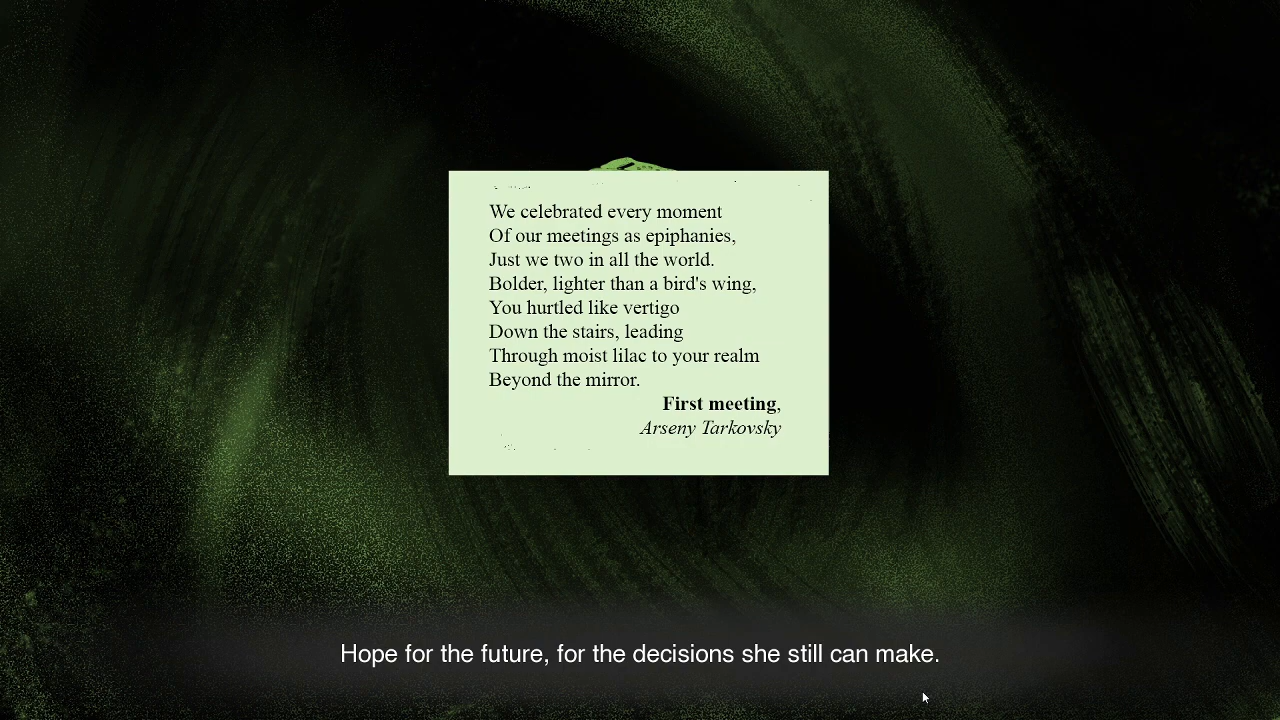 We celebrated every moment
Of our meetings as epiphanies,
Just we two in all the world.
Bolder, lighter than a bird's wing,
You hurtled like vertigo
Down the stairs, leading
Through moist lilac to your realm
Beyond the mirror.
First meeting,
Arseny Tarkovsky
Hope for the future, for the decisions she still can make.